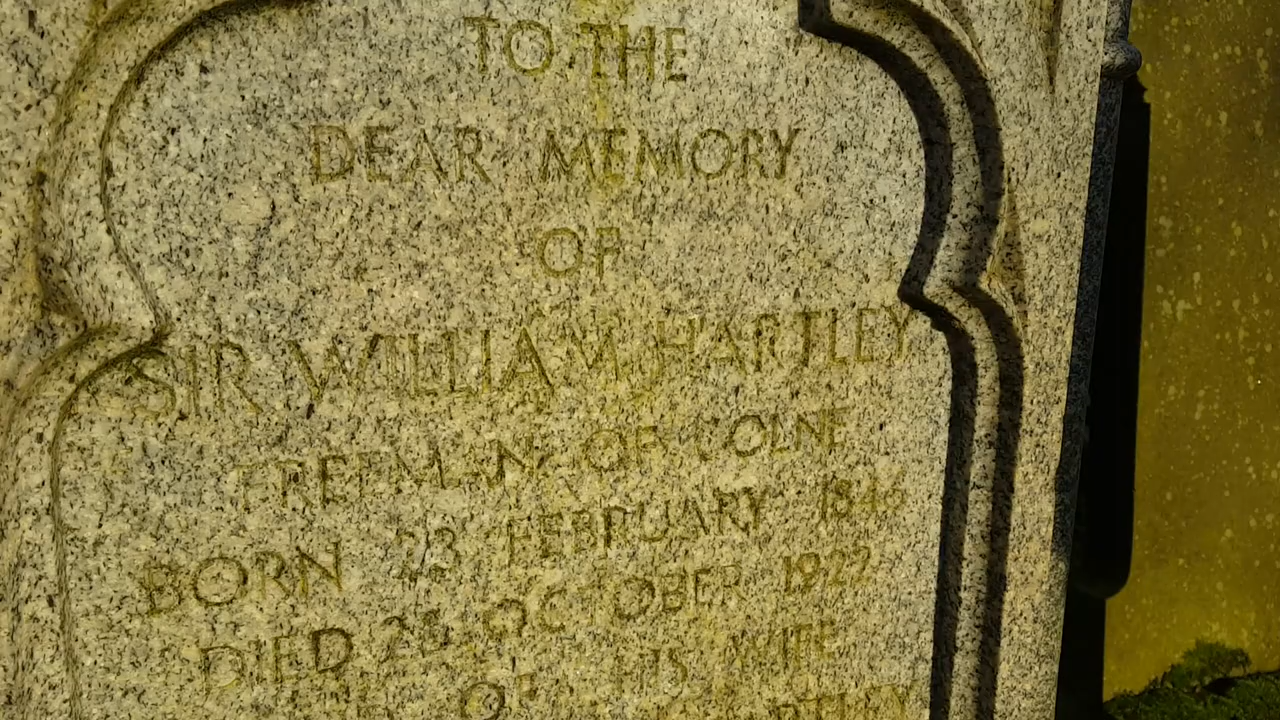 TO THE
DEAR MEMORY
OF
SIR WILLIAM HARTLEY
FREEMAN OF COLNE
BORN 23 FEBRUARY 1846
DIED OCTOBER 1922
OF HIS WIFE